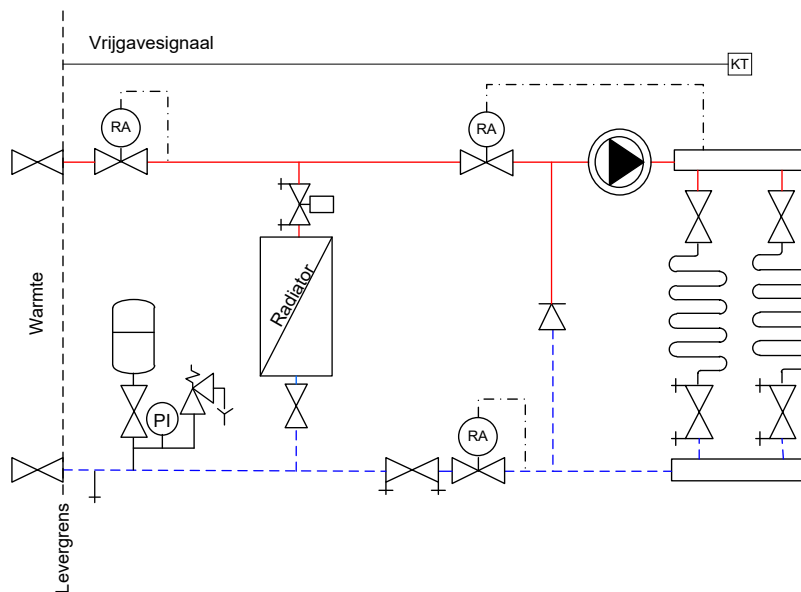 Vrijgavesignaal
KT
RA
RA
Radiator
Warmte
PI
RA
Levergrens